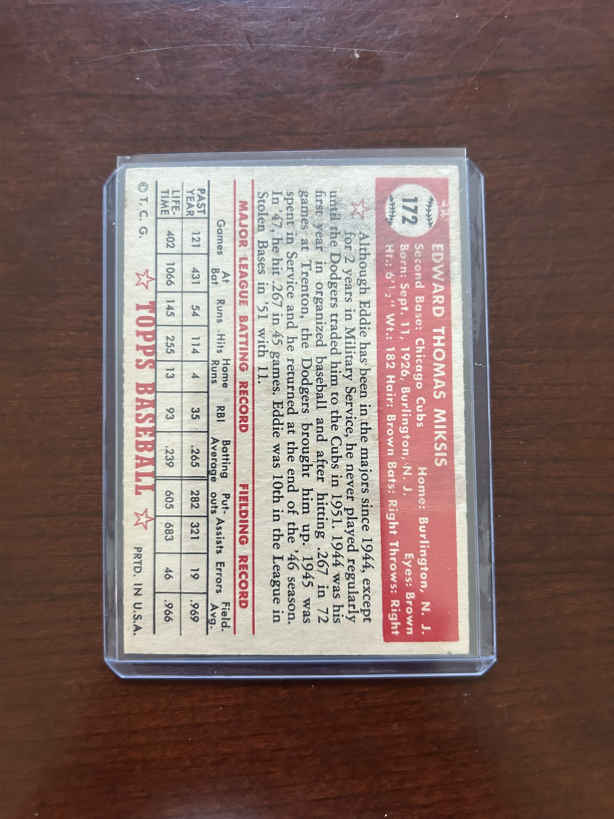 172
EDWARD THOMAS MIKSIS
Second Base: Chicago Cubs Home: Burlington, N. J.
Born: Sept. 11, 1926, Burlington, N. J. Eyes: Brown
Ht.: 6'½" Wt.: 182 Hair: Brown Bats: Right Throws: Right
Although Eddie has been in the majors since 1944, except
for 2 years in Military Service, he never played regularly
until the Dodgers traded him to the Cubs in 1951. 1944 was his
first year in organized baseball and after hitting .267 in 72
games at Trenton, the Dodgers brought him up. 1945 was
spent in Service and he returned at the end of the '46 season.
In '47, he hit .267 in 45 games. Eddie was 10th in the League in
Stolen Bases in '51 with 11.
MAJOR LEAGUE BATTING RECORD FIELDING RECORD
Games At Bat Runs Hits Home Runs RBI Batting Average Put-outs Assists Errors Field. Avg.
PAST YEAR 121 431 54 114 4 35 .265 282 321 19 .969
LIFE-TIME 402 1066 145 255 13 93 .239 605 683 46 .966
© T. C. G. TOPPS BASEBALL PRTD. IN U.S.A.